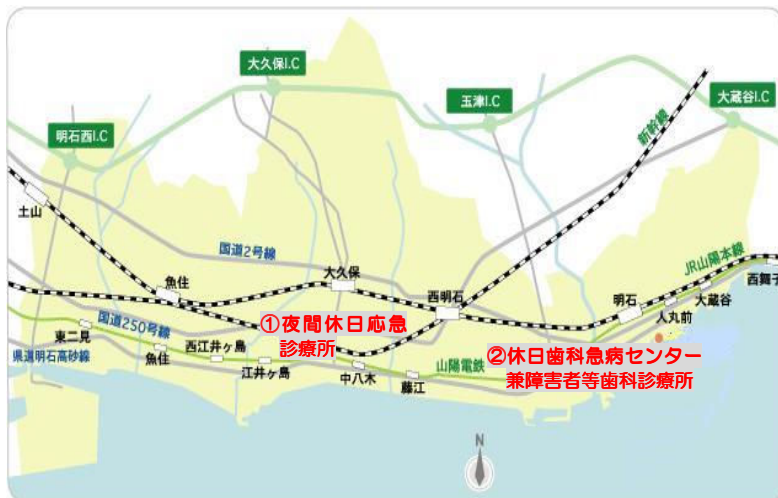 大久保I.C
玉津I.C
大蔵谷I.C
明石西I.C
新幹線
土山
国道2号線
大久保
魚住
西明石
JR山陽本線
西舞子
大蔵谷
明石
人丸前
国道250号線
①夜間休日応急
診療所
東二見
魚住
西江井ヶ島
江井ヶ島
県道明石高砂線
中八木
藤江
山陽電鉄
②休日歯科急病センター
兼障害者等歯科診療所
N